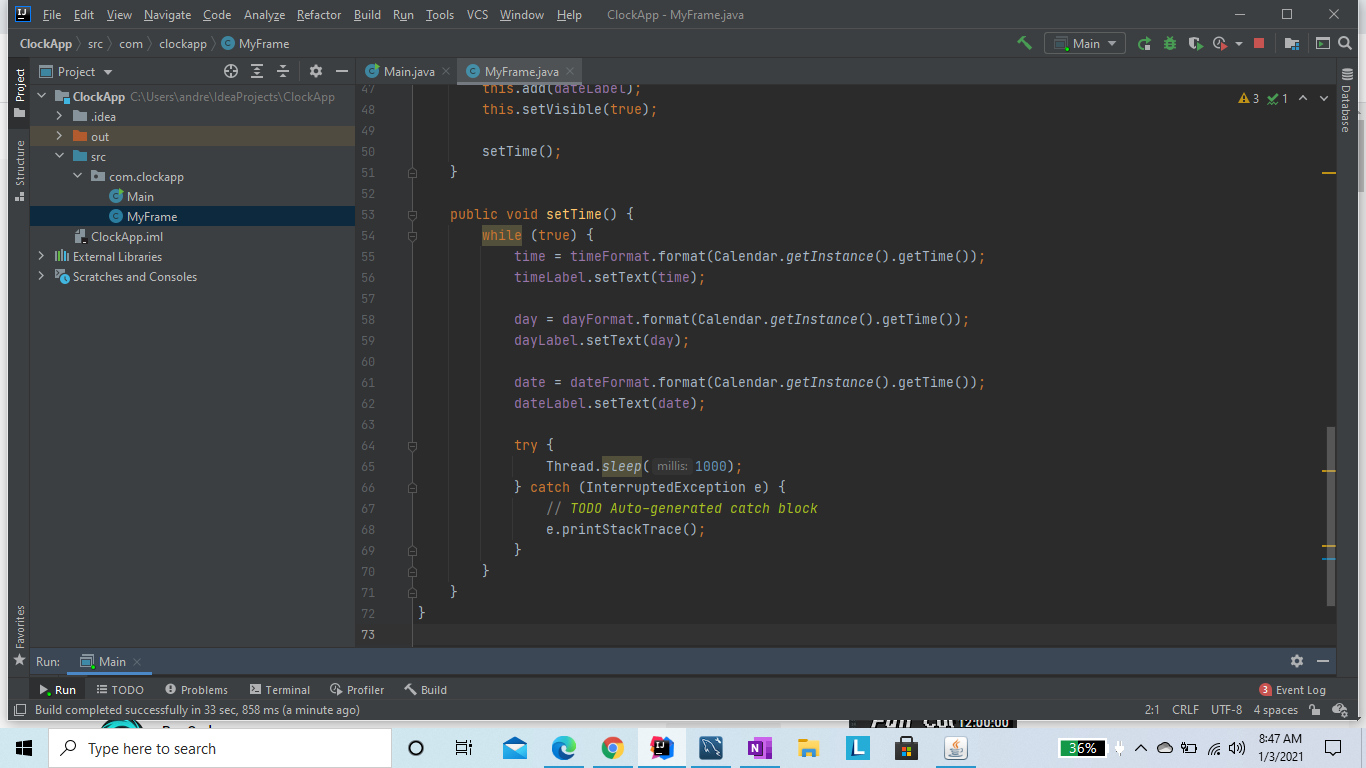 File Edit View Navigate Code Analyze Refactor Build Run Tools VCS Window Help ClockApp - MyFrame.java
ClockApp src com clockapp MyFrame Main
Project Project Main.java MyFrame.java
ClockApp C:\Users\andre\IdeaProjects\ClockApp
.idea
out
src
com.clockapp
Main
MyFrame
ClockApp.iml
External Libraries
Scratches and Consoles
Structure
Favorites
Database
3 1
47 this.add(dateLabel);
48 this.setVisible(true);
49
50 setTime();
51 }
52
53 public void setTime() {
54 while (true) {
55 time = timeFormat.format(Calendar.getInstance().getTime());
56 timeLabel.setText(time);
57
58 day = dayFormat.format(Calendar.getInstance().getTime());
59 dayLabel.setText(day);
60
61 date = dateFormat.format(Calendar.getInstance().getTime());
62 dateLabel.setText(date);
63
64 try {
65 Thread.sleep( millis: 1000);
66 } catch (InterruptedException e) {
67 // TODO Auto-generated catch block
68 e.printStackTrace();
69 }
70 }
71 }
72 }
73
Run: Main
Run TODO Problems Terminal Profiler Build 3 Event Log
Build completed successfully in 33 sec, 858 ms (a minute ago) 2:1 CRLF UTF-8 4 spaces
12:00:00
Type here to search 36% 8:47 AM
1/3/2021